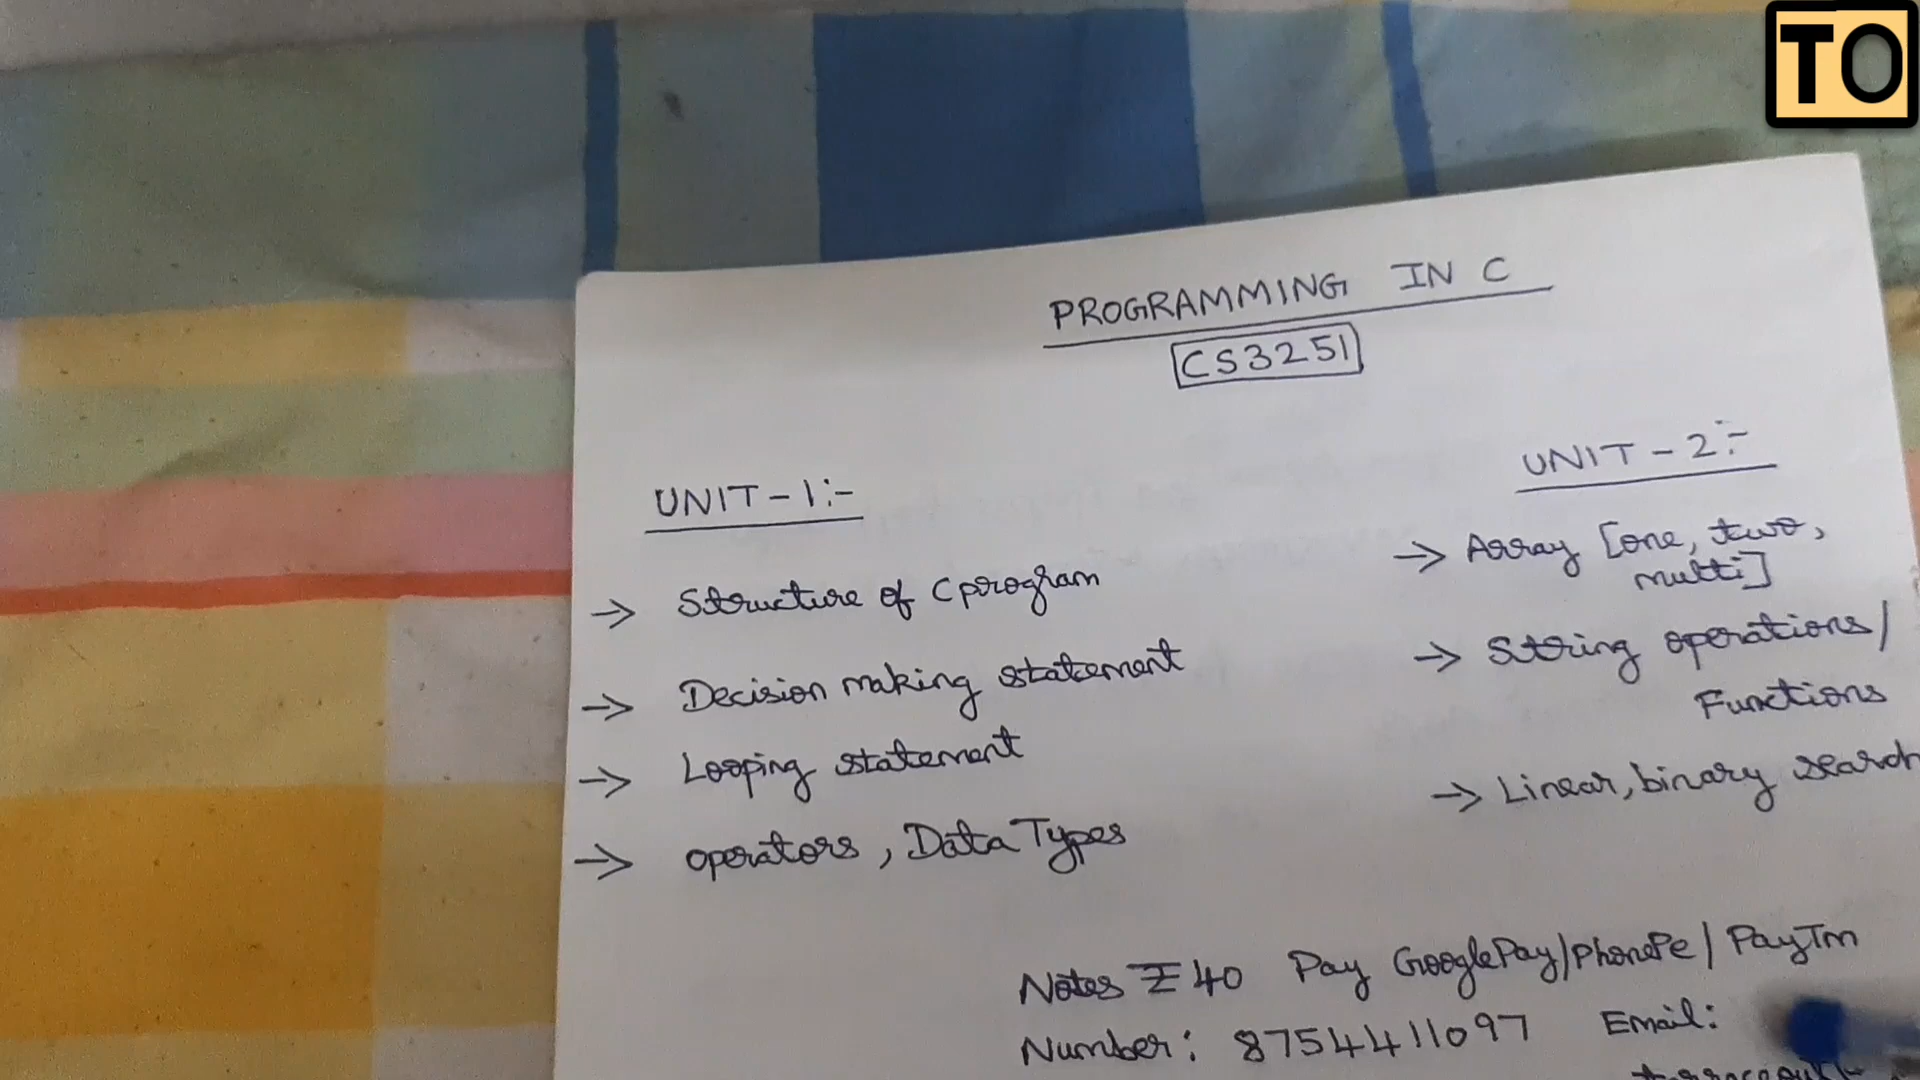 TO
PROGRAMMING IN C
CS3251
UNIT - 1:-
→ Structure of C program
→ Decision making statement
→ Looping statement
→ operators, Data Types
UNIT - 2:-
→ Array [one, two,
multi]
→ String operations/
Functions
→ Linear, binary search
Notes ₹ 40 Pay GooglePay/PhonePe/PayTm
Number: 8754411097 Email: